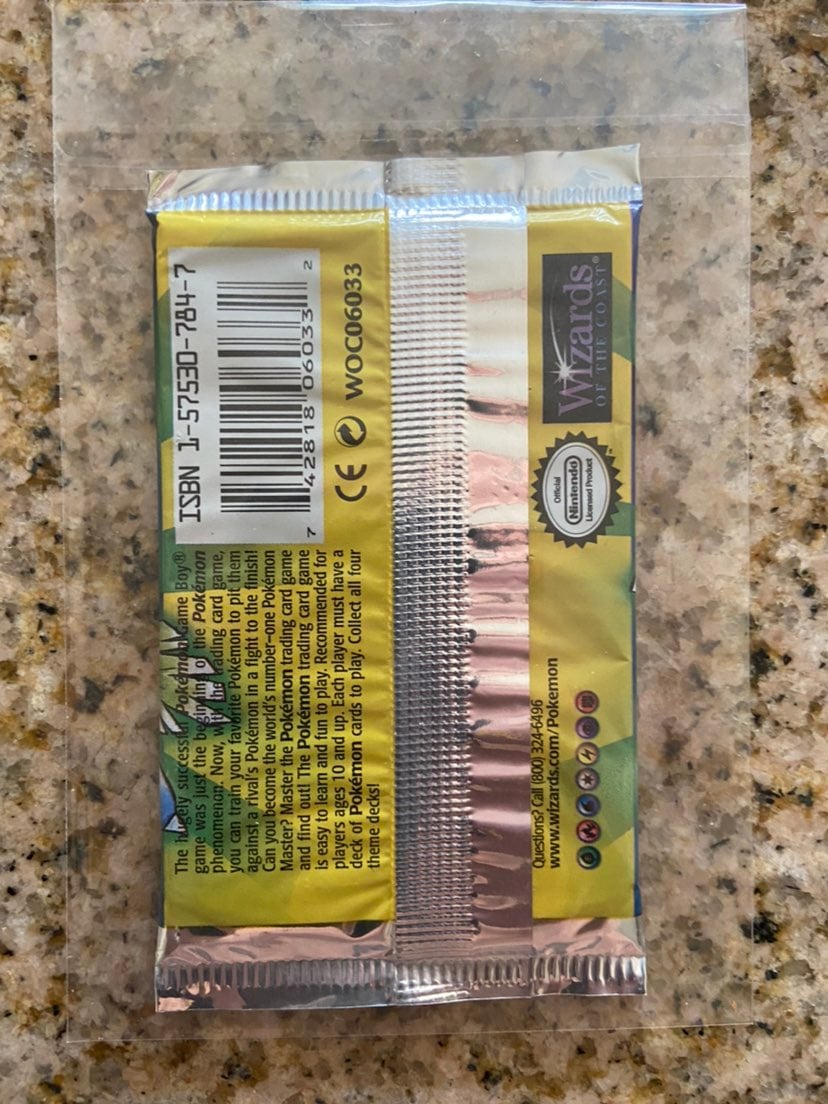 The hugely successful Pokémon Game Boy®
game was just the beginning of the Pokémon
phenomenon. Now, with the trading card game,
you can train your favorite Pokémon to pit them
against a rival's Pokémon in a fight to the finish!
Can you become the world's number-one Pokémon
Master? Master the Pokémon trading card game
and find out! The Pokémon trading card game
is easy to learn and fun to play. Recommended for
players ages 10 and up. Each player must have a
deck of Pokémon cards to play. Collect all four
theme decks!
ISBN 1-57530-784-7
7 42818 06033 2
CE WOC06033
Questions? Call (800) 324-6496
www.wizards.com/Pokemon
Official
Nintendo
Licensed Product
Wizards
OF THE COAST®